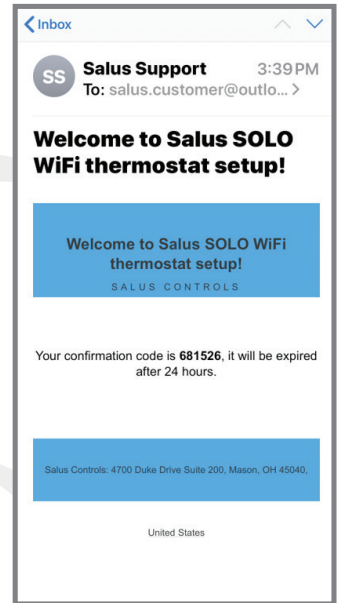 Inbox
SS
Salus Support 3:39 PM
To: salus.customer@outlo... >
Welcome to Salus SOLO
WiFi thermostat setup!
Welcome to Salus SOLO WiFi
thermostat setup!
SALUS CONTROLS
Your confirmation code is 681526, it will be expired
after 24 hours.
Salus Controls: 4700 Duke Drive Suite 200, Mason, OH 45040,
United States